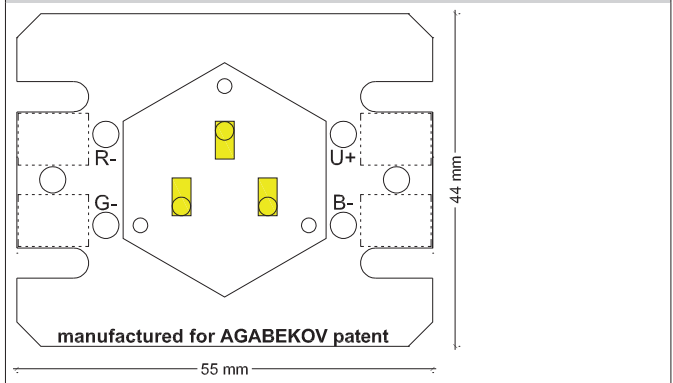 R- U+
G- B-
44 mm
manufactured for AGABEKOV patent
55 mm